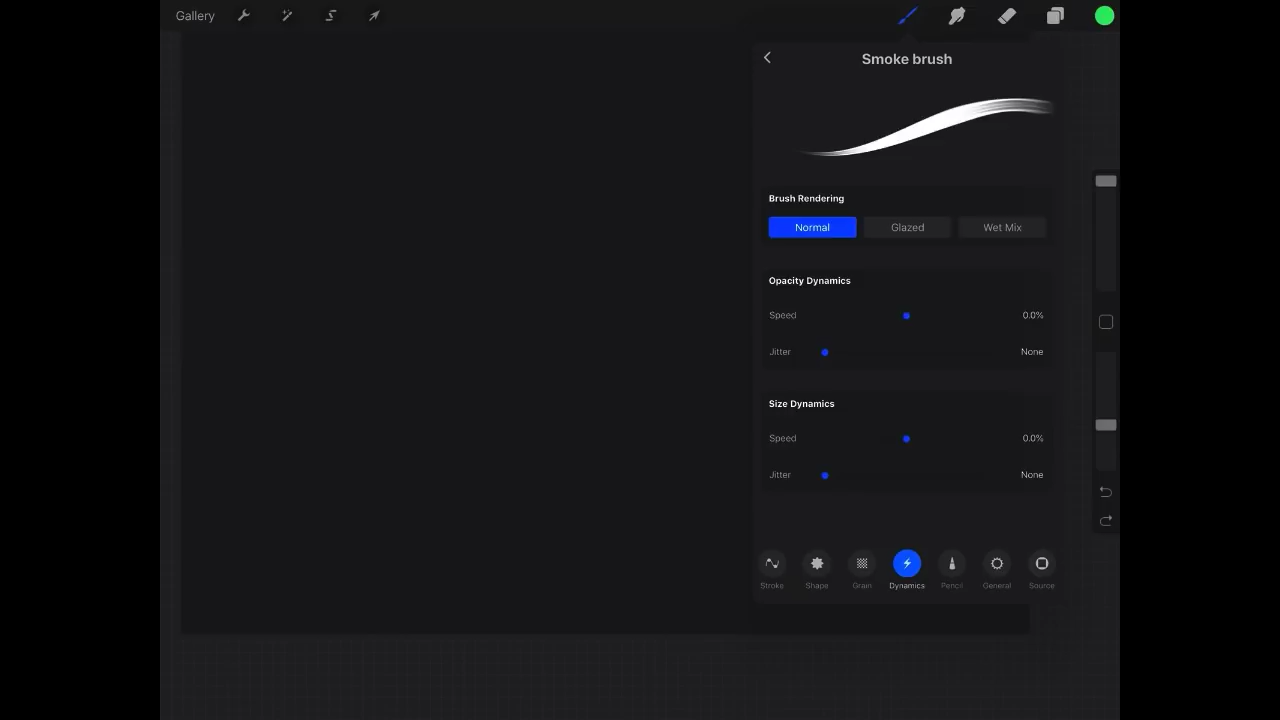 Gallery
Smoke brush
Brush Rendering
Normal Glazed Wet Mix
Opacity Dynamics
Speed 0.0%
Jitter None
Size Dynamics
Speed 0.0%
Jitter None
Stroke Shape Grain Dynamics Pencil General Source